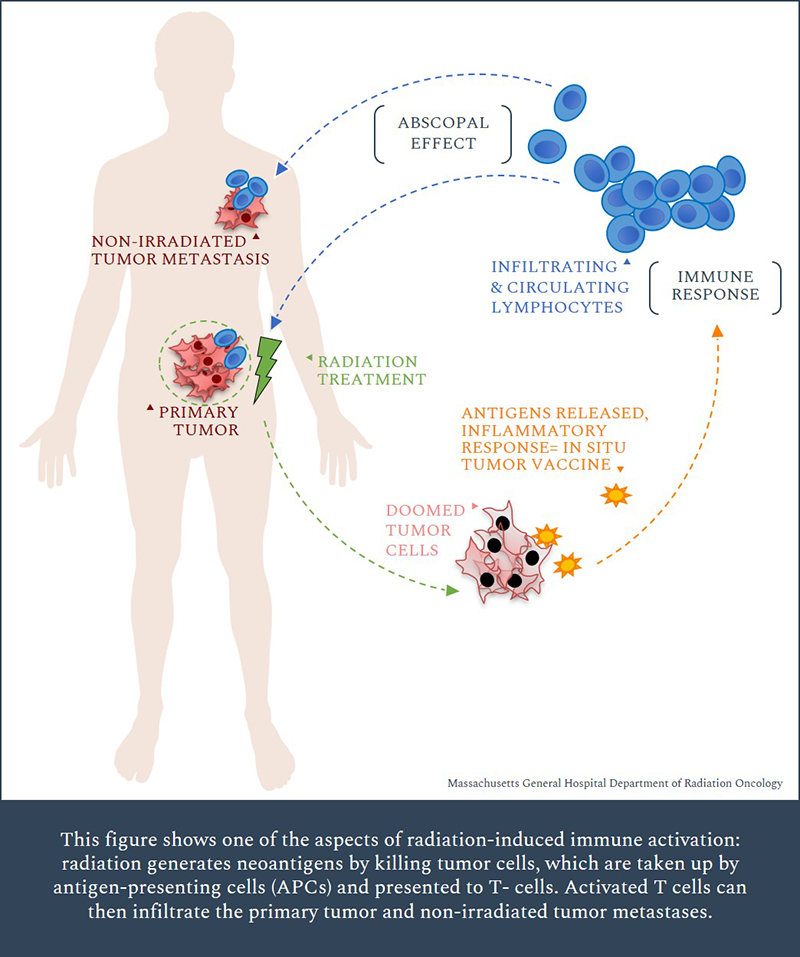 ABSCOPAL
EFFECT
NON-IRRADIATED
TUMOR METASTASIS
INFILTRATING
& CIRCULATING
LYMPHOCYTES
IMMUNE
RESPONSE
RADIATION
TREATMENT
PRIMARY
TUMOR
ANTIGENS RELEASED,
INFLAMMATORY
RESPONSE= IN SITU
TUMOR VACCINE
DOOMED
TUMOR
CELLS
Massachusetts General Hospital Department of Radiation Oncology
This figure shows one of the aspects of radiation-induced immune activation:
radiation generates neoantigens by killing tumor cells, which are taken up by
antigen-presenting cells (APCs) and presented to T- cells. Activated T cells can
then infiltrate the primary tumor and non-irradiated tumor metastases.